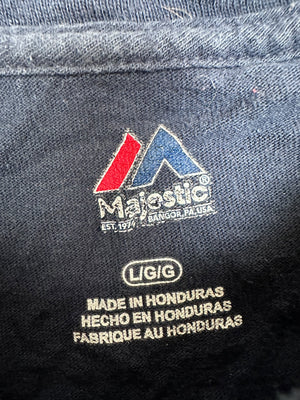 Majestic®
EST. 1976 BANGOR, PA. USA
L/G/G
MADE IN HONDURAS
HECHO EN HONDURAS
FABRIQUE AU HONDURAS